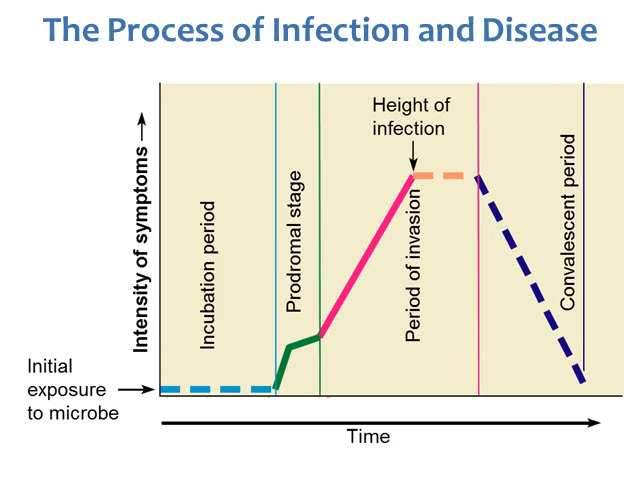 The Process of Infection and Disease
Height of
infection
Intensity of symptoms
Incubation period
Prodromal stage
Period of invasion
Convalescent period
Initial
exposure
to microbe
Time